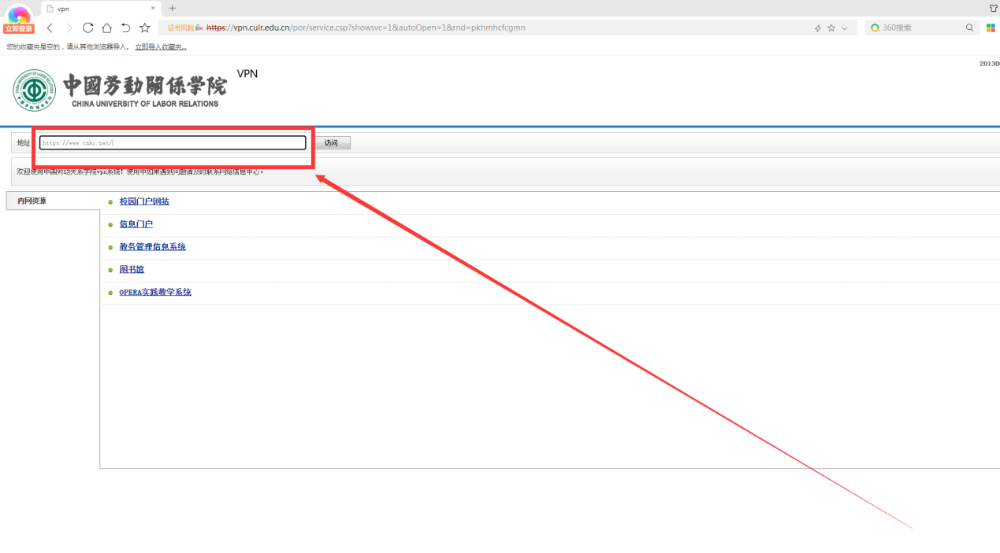 vpn
立即登录
证书风险 https://vpn.culr.edu.cn/por/service.csp?showsvc=1&autoOpen=1&rnd=pkhmhcfcgmn
360搜索
您的收藏夹是空的，请从其他浏览器导入。 立即导入收藏夹...
中國劳動關係学院
CHINA UNIVERSITY OF LABOR RELATIONS
VPN
20130
地址
https://www.cnki.net/
访问
欢迎使用中国劳动关系学院vpn系统！使用中如果遇到问题请及时联系网络信息中心。
内网资源
校园门户网站
信息门户
教务管理信息系统
图书馆
OPERA实践教学系统